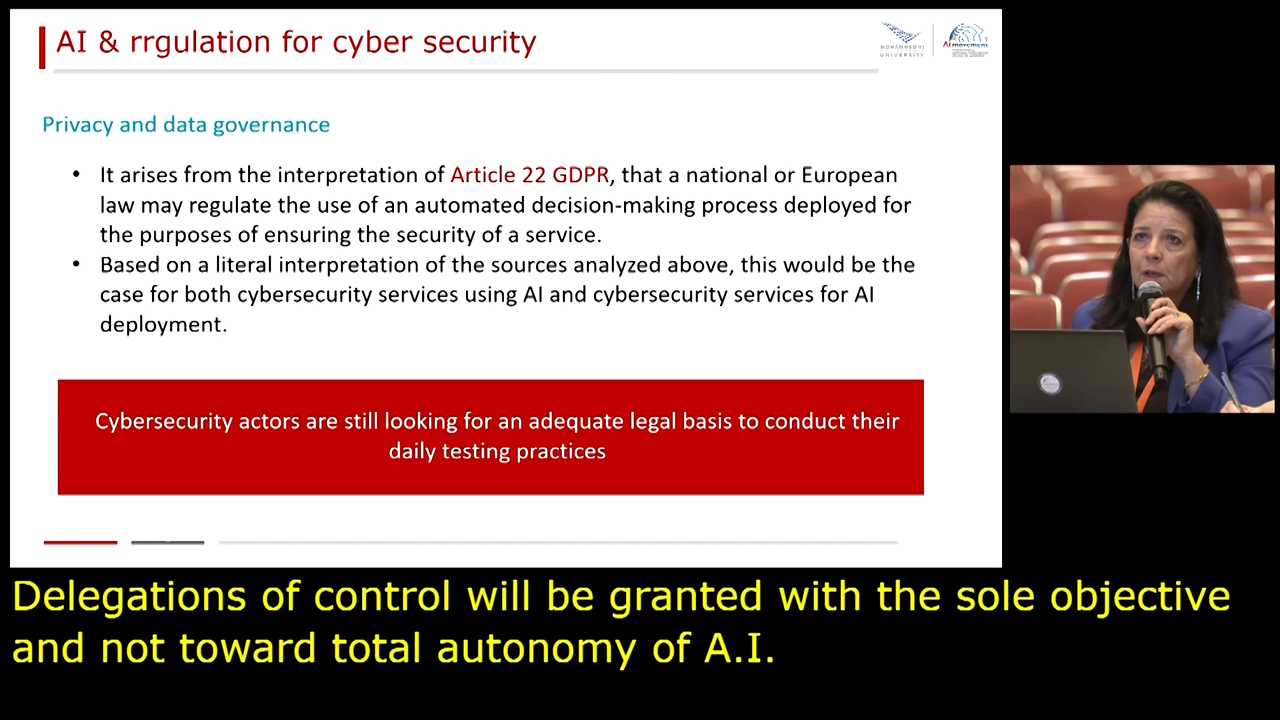 AI & rrgulation for cyber security
MOHAMMED VI
UNIVERSITY
AI movement
Privacy and data governance
• It arises from the interpretation of Article 22 GDPR, that a national or European
law may regulate the use of an automated decision-making process deployed for
the purposes of ensuring the security of a service.
• Based on a literal interpretation of the sources analyzed above, this would be the
case for both cybersecurity services using AI and cybersecurity services for AI
deployment.
Cybersecurity actors are still looking for an adequate legal basis to conduct their
daily testing practices
Delegations of control will be granted with the sole objective
and not toward total autonomy of A.I.